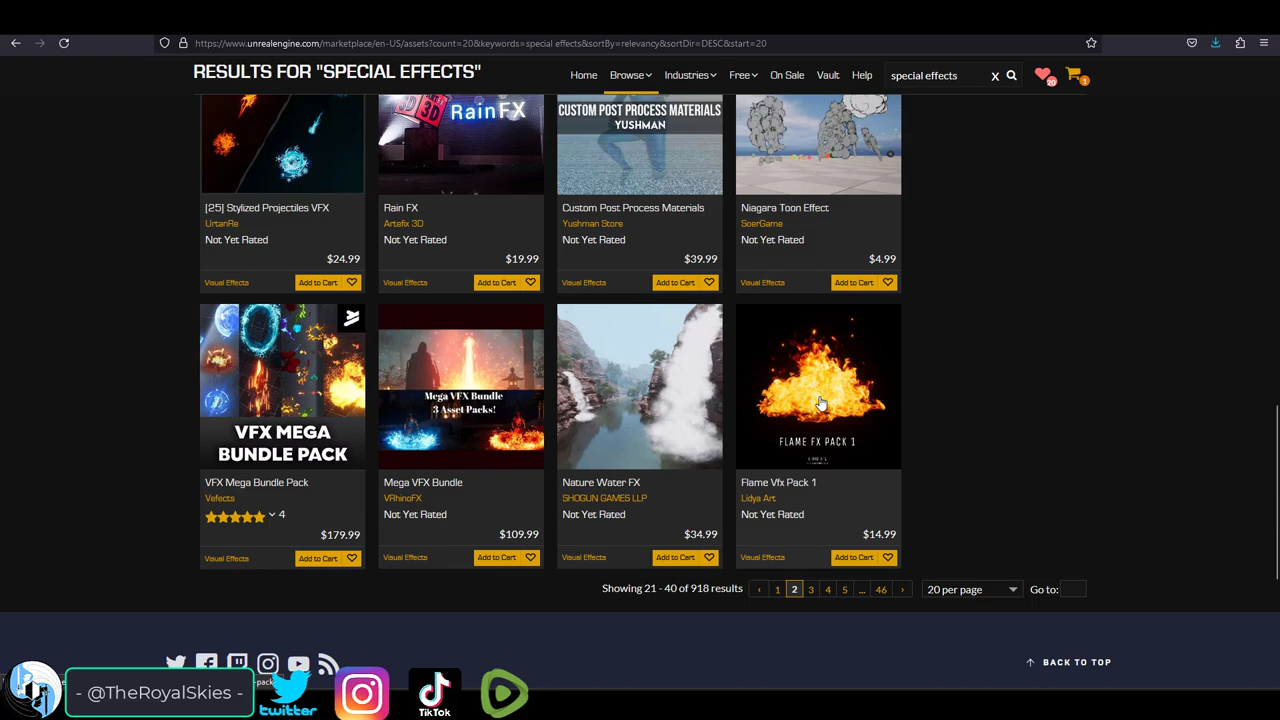 https://www.unrealengine.com/marketplace/en-US/assets?count=20&keywords=special effects&sortBy=relevancy&sortDir=DESC&start=20
RESULTS FOR "SPECIAL EFFECTS"
Home Browse Industries Free On Sale Vault Help special effects X 20 1
RainFX
CUSTOM POST PROCESS MATERIALS
YUSHMAN
[25] Stylized Projectiles VFX Rain FX Custom Post Process Materials Niagara Toon Effect
UrtanRe Artefix 3D Yushman Store SoerGame
Not Yet Rated Not Yet Rated Not Yet Rated Not Yet Rated
$24.99 $19.99 $39.99 $4.99
Visual Effects Add to Cart Visual Effects Add to Cart Visual Effects Add to Cart Visual Effects Add to Cart
VFX MEGA
BUNDLE PACK
Mega VFX Bundle
3 Asset Packs!
FLAME FX PACK 1
VFX Mega Bundle Pack Mega VFX Bundle Nature Water FX Flame Vfx Pack 1
Vefects VRhinoFX SHOGUN GAMES LLP Lidya Art
4 Not Yet Rated Not Yet Rated Not Yet Rated
$179.99 $109.99 $34.99 $14.99
Visual Effects Add to Cart Visual Effects Add to Cart Visual Effects Add to Cart Visual Effects Add to Cart
Showing 21 - 40 of 918 results ‹ 1 2 3 4 5 ... 46 › 20 per page Go to:
BACK TO TOP
- @TheRoyalSkies -
twitter
TikTok